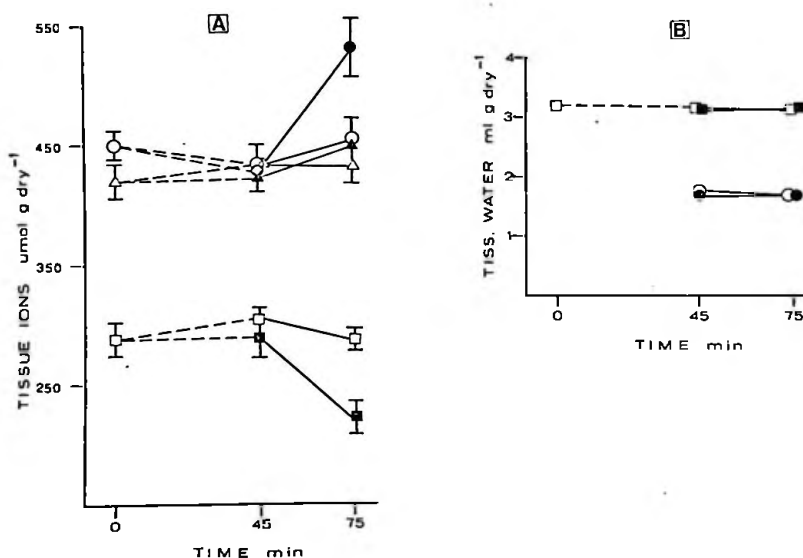 A
550
450
350
250
TISSUE IONS umol g dry⁻¹
0 45 75
TIME min
B
4
3
2
1
TISS. WATER ml g dry⁻¹
0 45 75
TIME min